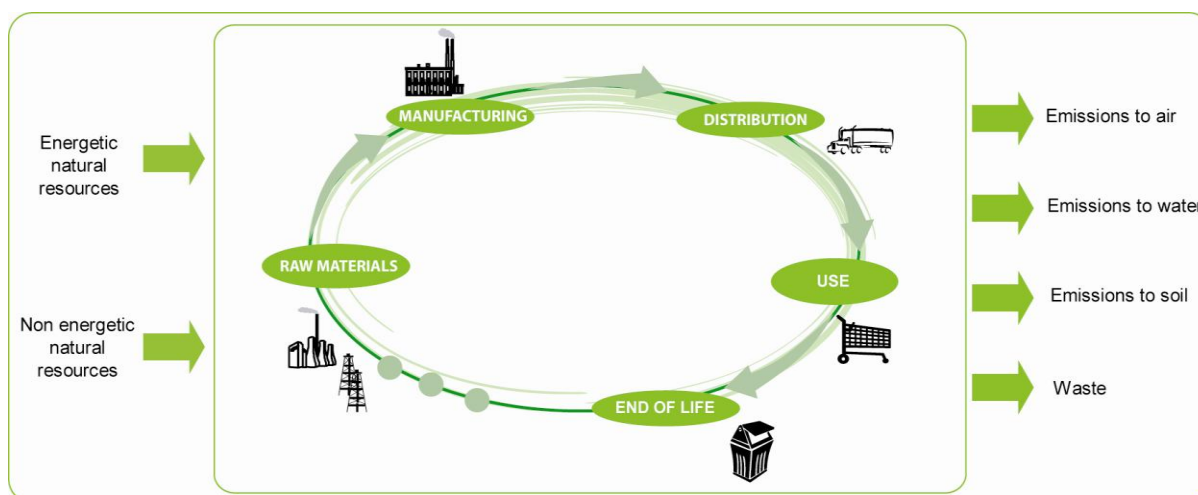 Energetic
natural
resources
Non energetic
natural
resources
MANUFACTURING
DISTRIBUTION
RAW MATERIALS
USE
END OF LIFE
Emissions to air
Emissions to water
Emissions to soil
Waste